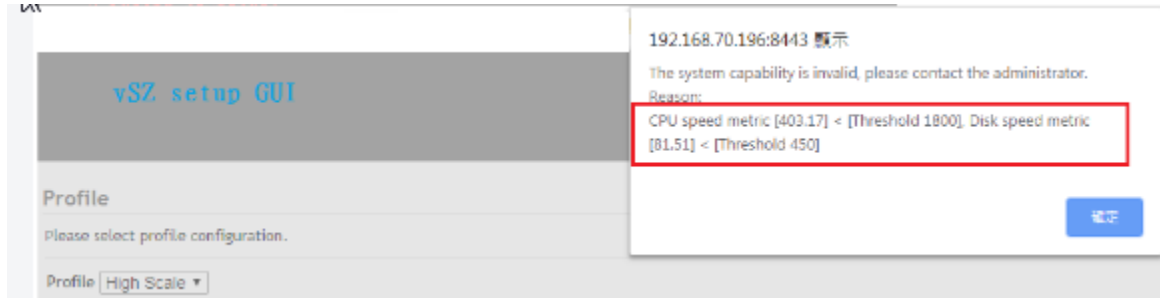 192.168.70.196:8443 顯示
The system capability is invalid, please contact the administrator.
Reason:
CPU speed metric [403.17] < [Threshold 1800], Disk speed metric
[81.51] < [Threshold 450]
確定
vSZ setup GUI
Profile
Please select profile configuration.
Profile High Scale